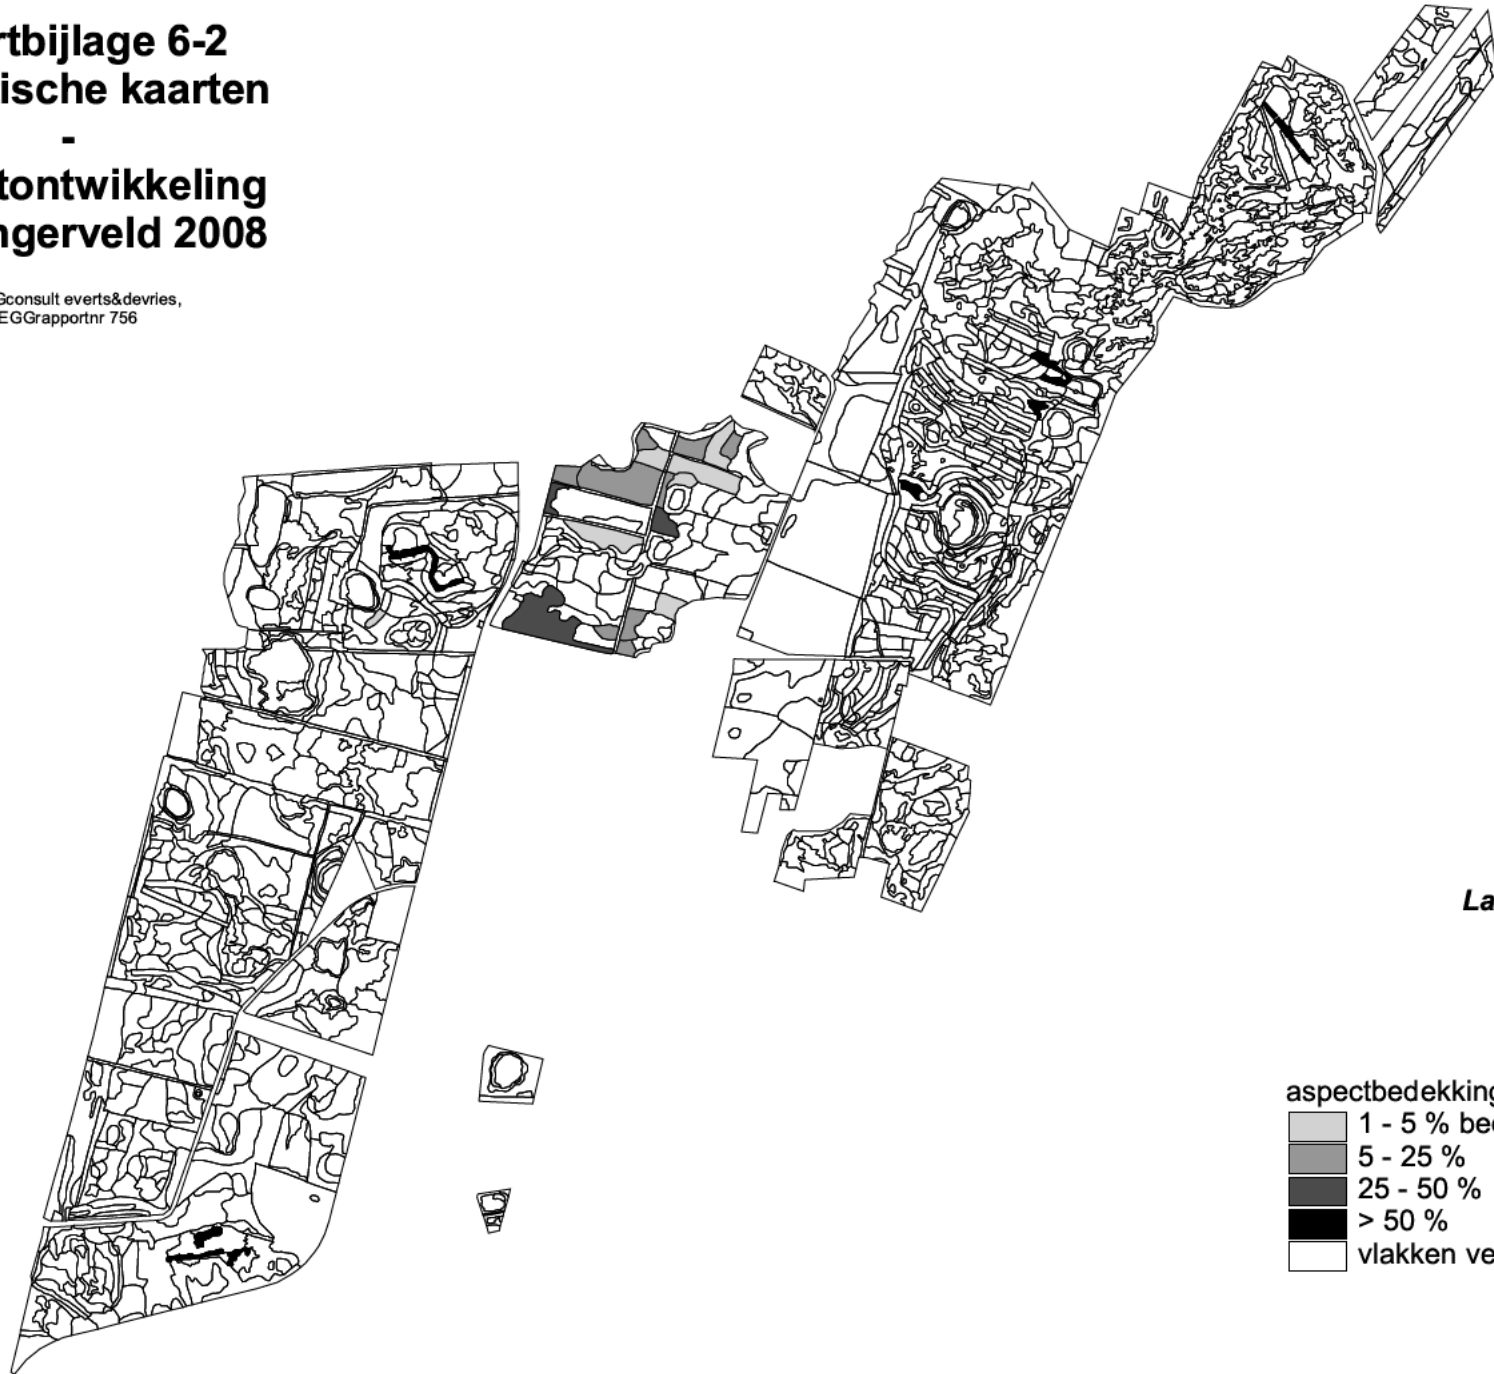 rtbijlage 6-2
ische kaarten
-
tontwikkeling
ngerveld 2008
Gconsult everts&devries,
EGGrapportnr 756
La
aspectbedekking
1 - 5 % bed
5 - 25 %
25 - 50 %
> 50 %
vlakken ve